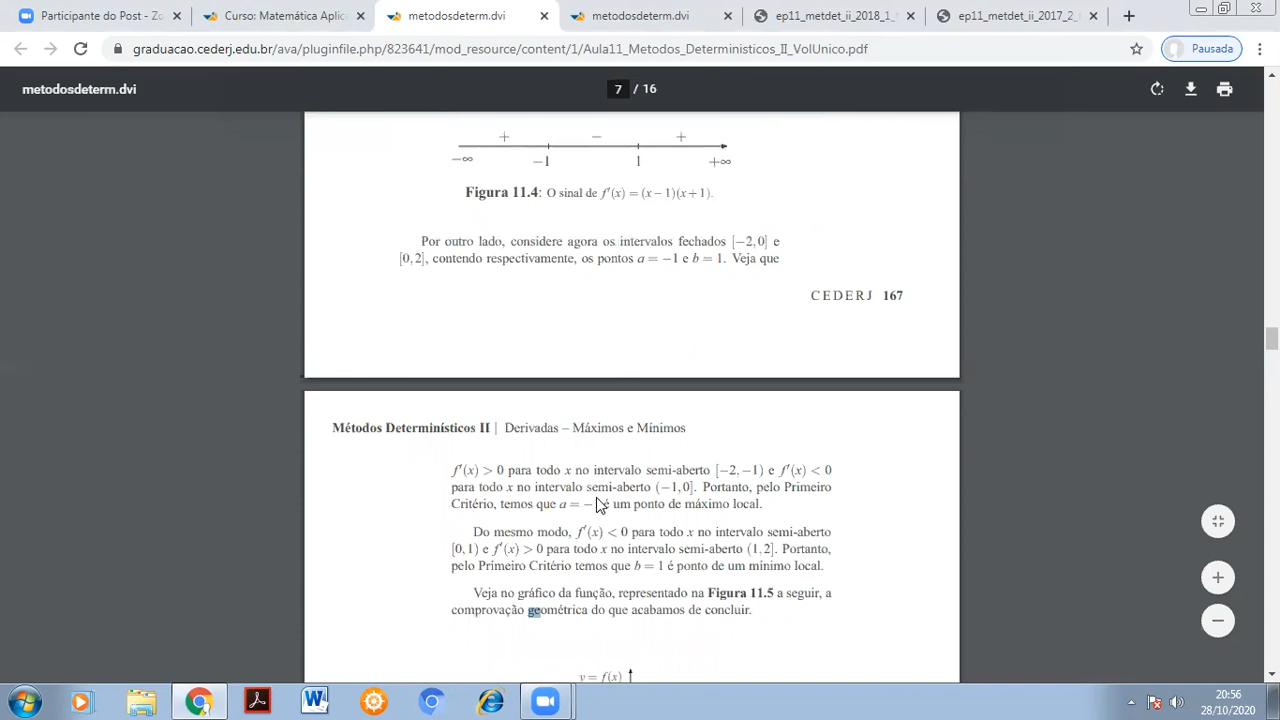 Participante do Post - Z
Curso: Matemática Aplic
metodosdeterm.dvi
metodosdeterm.dvi
ep11_metdet_ii_2018_1_
ep11_metdet_ii_2017_2_
graduacao.cederj.edu.br/ava/pluginfile.php/823641/mod_resource/content/1/Aula11_Metodos_Deterministicos_II_VolUnico.pdf
Pausada
metodosdeterm.dvi
7 / 16
+ − +
−∞ −1 1 +∞
Figura 11.4: O sinal de f′(x) = (x−1)(x+1).
Por outro lado, considere agora os intervalos fechados [−2,0] e
[0,2], contendo respectivamente, os pontos a = −1 e b = 1. Veja que
CEDERJ 167
Métodos Determinísticos II | Derivadas – Máximos e Mínimos
f′(x) > 0 para todo x no intervalo semi-aberto [−2,−1) e f′(x) < 0
para todo x no intervalo semi-aberto (−1,0]. Portanto, pelo Primeiro
Critério, temos que a = − é um ponto de máximo local.
Do mesmo modo, f′(x) < 0 para todo x no intervalo semi-aberto
[0,1) e f′(x) > 0 para todo x no intervalo semi-aberto (1,2]. Portanto,
pelo Primeiro Critério temos que b = 1 é ponto de um mínimo local.
Veja no gráfico da função, representado na Figura 11.5 a seguir, a
comprovação geométrica do que acabamos de concluir.
y = f(x)
20:56
28/10/2020